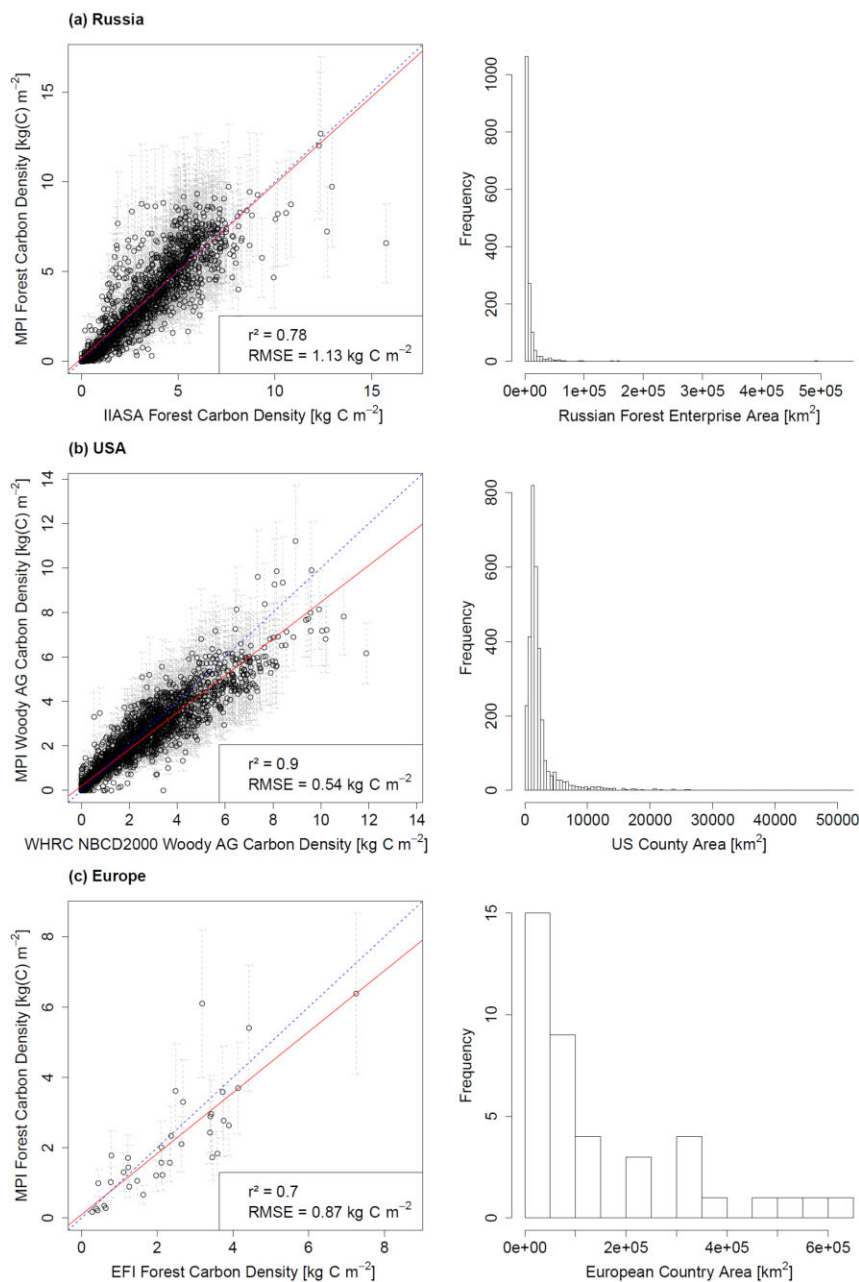 (a) Russia
MPI Forest Carbon Density [kg(C) m⁻²]
15
10
5
0
r² = 0.78
RMSE = 1.13 kg C m⁻²
0 5 10 15
IIASA Forest Carbon Density [kg C m⁻²]
Frequency
1000
800
600
400
200
0
0e+00 1e+05 2e+05 3e+05 4e+05 5e+05
Russian Forest Enterprise Area [km²]
(b) USA
MPI Woody AG Carbon Density [kg(C) m⁻²]
14
12
10
8
6
4
2
0
r² = 0.9
RMSE = 0.54 kg C m⁻²
0 2 4 6 8 10 12 14
WHRC NBCD2000 Woody AG Carbon Density [kg C m⁻²]
Frequency
800
600
400
200
0
0 10000 20000 30000 40000 50000
US County Area [km²]
(c) Europe
MPI Forest Carbon Density [kg(C) m⁻²]
8
6
4
2
0
r² = 0.7
RMSE = 0.87 kg C m⁻²
0 2 4 6 8
EFI Forest Carbon Density [kg C m⁻²]
Frequency
15
10
5
0
0e+00 2e+05 4e+05 6e+05
European Country Area [km²]